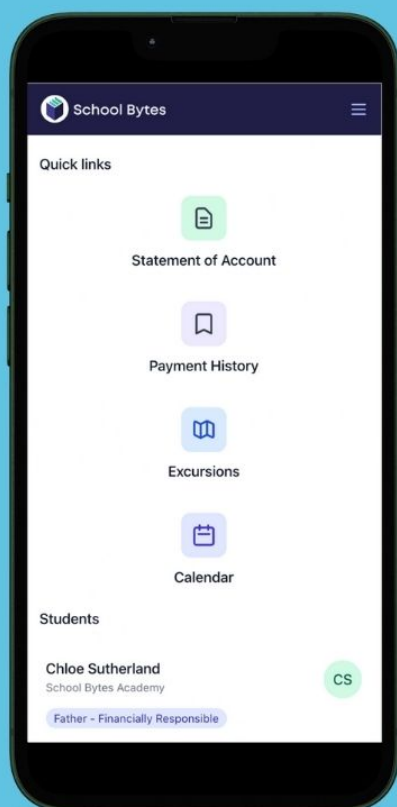 School Bytes
Quick links
Statement of Account
Payment History
Excursions
Calendar
Students
Chloe Sutherland
School Bytes Academy
CS
Father - Financially Responsible